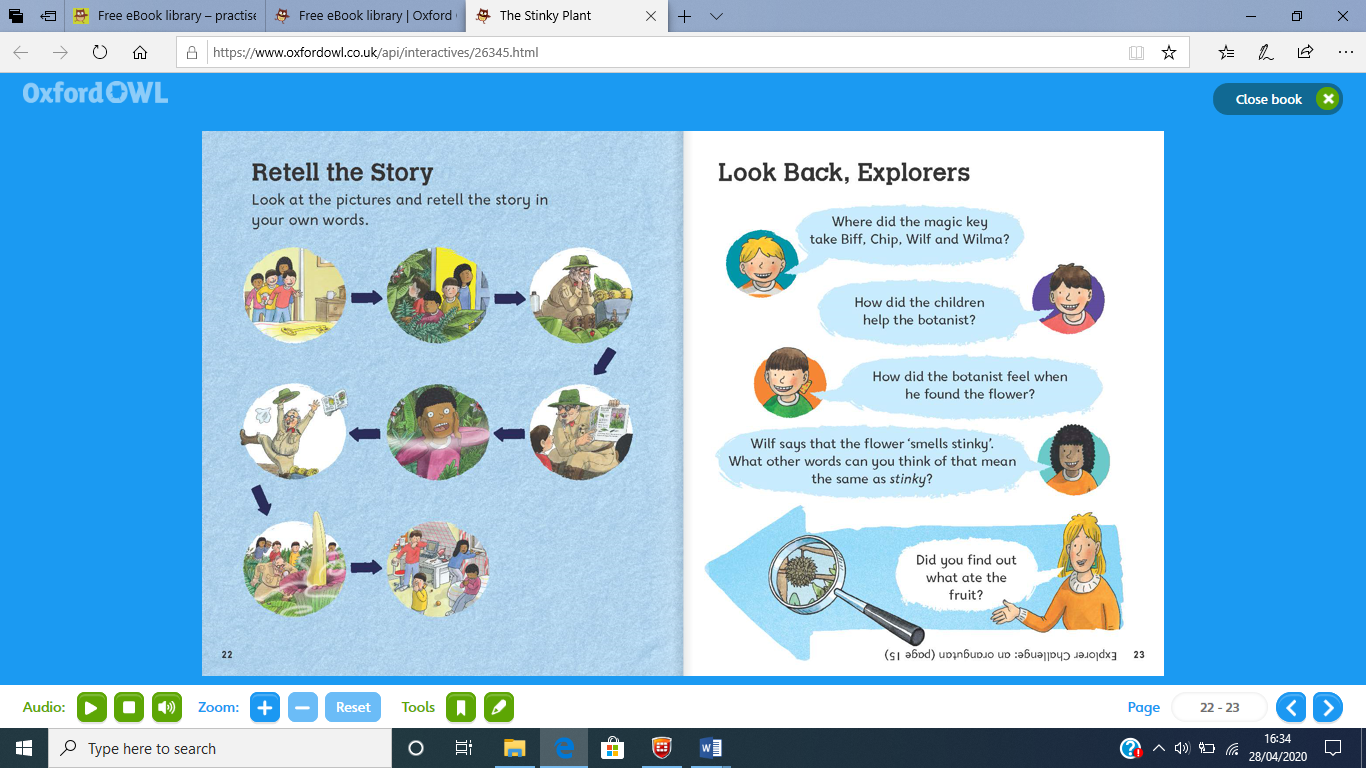 Free eBook library – practise
Free eBook library | Oxford
The Stinky Plant
https://www.oxfordowl.co.uk/api/interactives/26345.html
Oxford OWL
Close book
Retell the Story
Look at the pictures and retell the story in
your own words.
22
Look Back, Explorers
Where did the magic key
take Biff, Chip, Wilf and Wilma?
How did the children
help the botanist?
How did the botanist feel when
he found the flower?
Wilf says that the flower ‘smells stinky’.
What other words can you think of that mean
the same as stinky?
Did you find out
what ate the
fruit?
Explorer Challenge: an orangutan (page 15)
23
Audio:
Zoom:
Reset
Tools
Page
22 - 23
Type here to search
16:34
28/04/2020